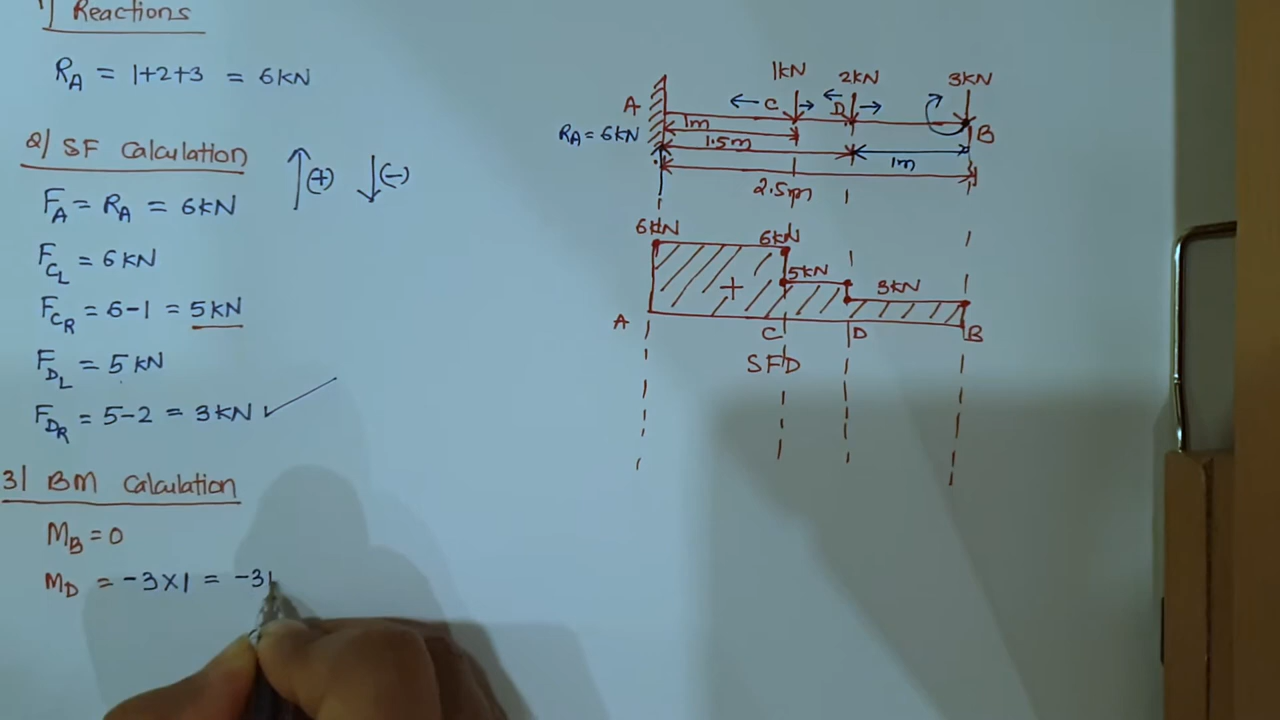 1) Reactions
RA = 1+2+3 = 6KN
2) SF Calculation
(+) (-)
FA = RA = 6KN
FCL = 6KN
FCR = 6-1 = 5KN
FDL = 5KN
FDR = 5-2 = 3KN ✓
3) BM Calculation
MB = 0
MD = -3×1 = -3
1KN 2KN 3KN
A C D B
1m
RA = 6KN
1.5m
1m
2.5m
6KN 6KN
5KN
3KN
+
A C D B
SFD